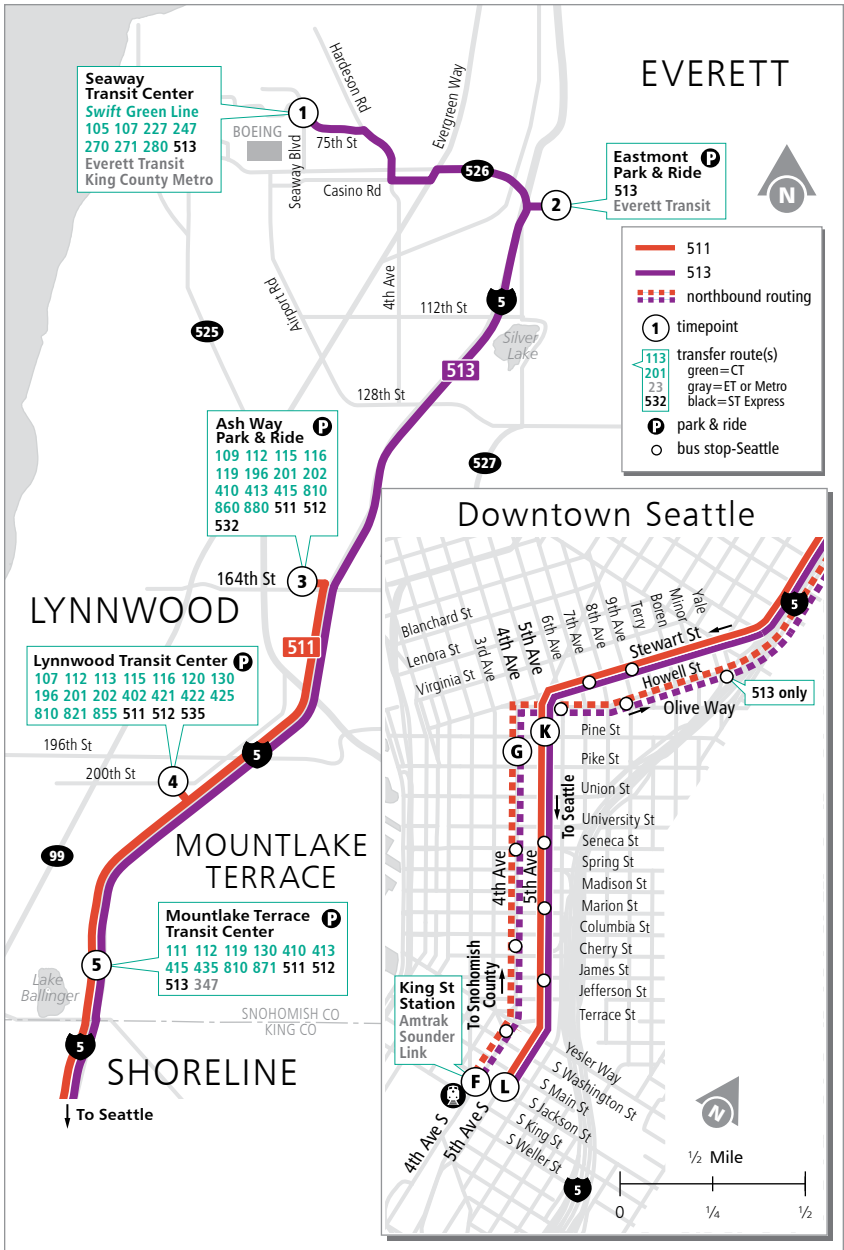 EVERETT
Seaway
Transit Center
Swift Green Line
105 107 227 247
270 271 280 513
Everett Transit
King County Metro
1
BOEING
Seaway Blvd
75th St
Hardeson Rd
Evergreen Way
Casino Rd
526
2
Eastmont
Park & Ride
P
513
Everett Transit
N
511
513
northbound routing
1
timepoint
113
201
23
532
transfer route(s)
green=CT
gray=ET or Metro
black=ST Express
P
park & ride
bus stop-Seattle
Airport Rd
4th Ave
112th St
5
525
Silver
Lake
513
128th St
527
Ash Way
Park & Ride
P
109 112 115 116
119 196 201 202
410 413 415 810
860 880 511 512
532
164th St
3
LYNNWOOD
511
Lynnwood Transit Center
P
107 112 113 115 116 120 130
196 201 202 402 421 422 425
810 821 855 511 512 535
196th St
5
200th St
4
99
MOUNTLAKE
TERRACE
Mountlake Terrace
Transit Center
P
111 112 119 130 410 413
415 435 810 871 511 512
513 347
5
Lake
Ballinger
SNOHOMISH CO
KING CO
5
SHORELINE
To Seattle
Downtown Seattle
Blanchard St
Lenora St
Virginia St
3rd Ave
4th Ave
5th Ave
6th Ave
7th Ave
8th Ave
9th Ave
Terry
Boren
Minor
Yale
5
Stewart St
Howell St
Olive Way
513 only
K
G
Pine St
Pike St
Union St
University St
Seneca St
Spring St
Madison St
Marion St
Columbia St
Cherry St
James St
Jefferson St
Terrace St
To Seattle
4th Ave
5th Ave
To Snohomish
County
King St
Station
Amtrak
Sounder
Link
F
L
4th Ave S
5th Ave S
Yesler Way
S Washington St
S Main St
S Jackson St
S King St
S Weller St
5
N
½ Mile
0
¼
½